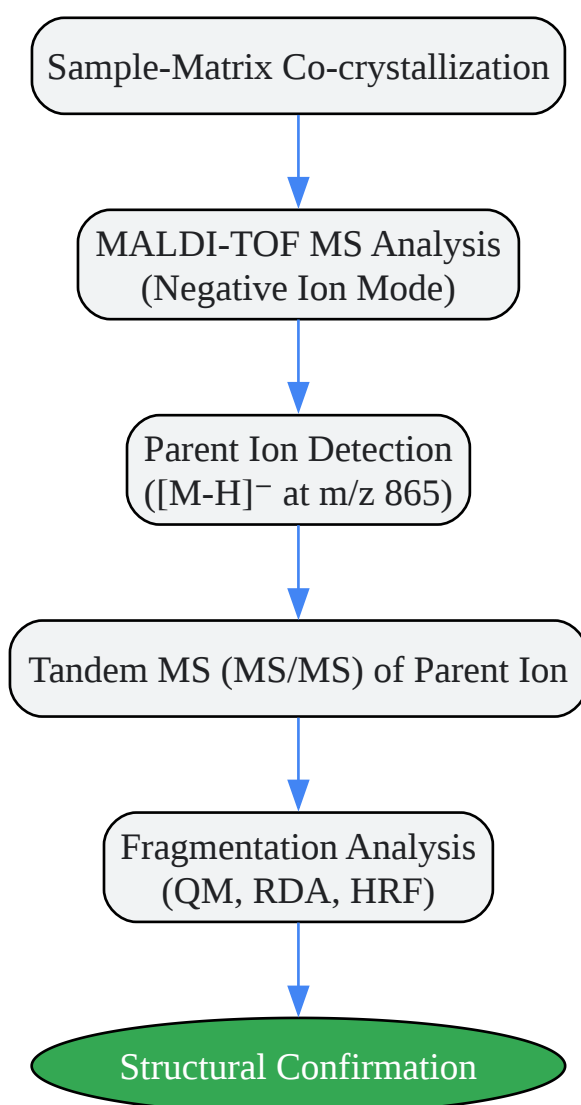 Sample-Matrix Co-crystallization
MALDI-TOF MS Analysis
(Negative Ion Mode)
Parent Ion Detection
([M-H]⁻ at m/z 865)
Tandem MS (MS/MS) of Parent Ion
Fragmentation Analysis
(QM, RDA, HRF)
Structural Confirmation